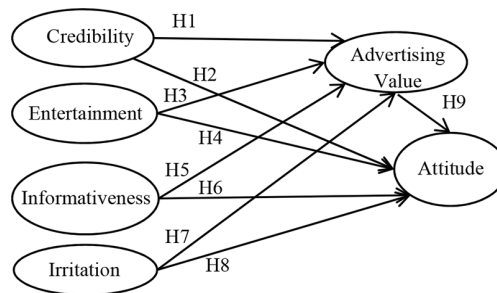 H1
Credibility
Advertising
Value
H2
H3
Entertainment
H4
H9
Attitude
H5
H6
Informativeness
H7
Irritation
H8